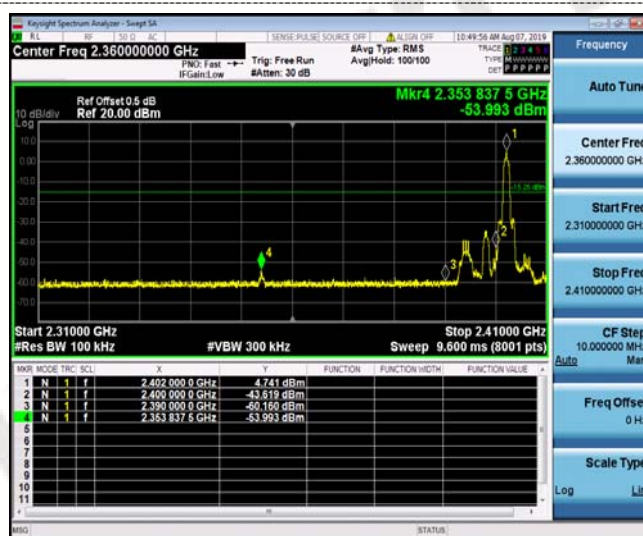 Keysight Spectrum Analyzer - Swept SA
RL RF 50 Ω AC SENSE:PULSE SOURCE OFF ALIGN OFF 10:49:56 AM Aug 07, 2019
Center Freq 2.360000000 GHz
PNO: Fast
IFGain:Low
Trig: Free Run
#Atten: 30 dB
#Avg Type: RMS
Avg|Hold: 100/100
TRACE 1 2 3 4 5 6
TYPE M
DET P P P P P P
Ref Offset 0.5 dB
10 dB/div Ref 20.00 dBm
Log
Mkr4 2.353 837 5 GHz
-53.993 dBm
10.0
0.00
-10.0
-15.25 dBm
-20.0
-30.0
-40.0
-50.0
-60.0
-70.0
1
2
3
4
Start 2.31000 GHz Stop 2.41000 GHz
#Res BW 100 kHz #VBW 300 kHz Sweep 9.600 ms (8001 pts)
MKR MODE TRC SCL X Y FUNCTION FUNCTION WIDTH FUNCTION VALUE
1 N 1 f 2.402 000 0 GHz 4.741 dBm
2 N 1 f 2.400 000 0 GHz -43.619 dBm
3 N 1 f 2.390 000 0 GHz -60.160 dBm
4 N 1 f 2.353 837 5 GHz -53.993 dBm
5
6
7
8
9
10
11
MSG STATUS
Frequency
Auto Tune
Center Freq
2.360000000 GHz
Start Freq
2.310000000 GHz
Stop Freq
2.410000000 GHz
CF Step
10.000000 MHz
Auto Man
Freq Offset
0 Hz
Scale Type
Log Lin